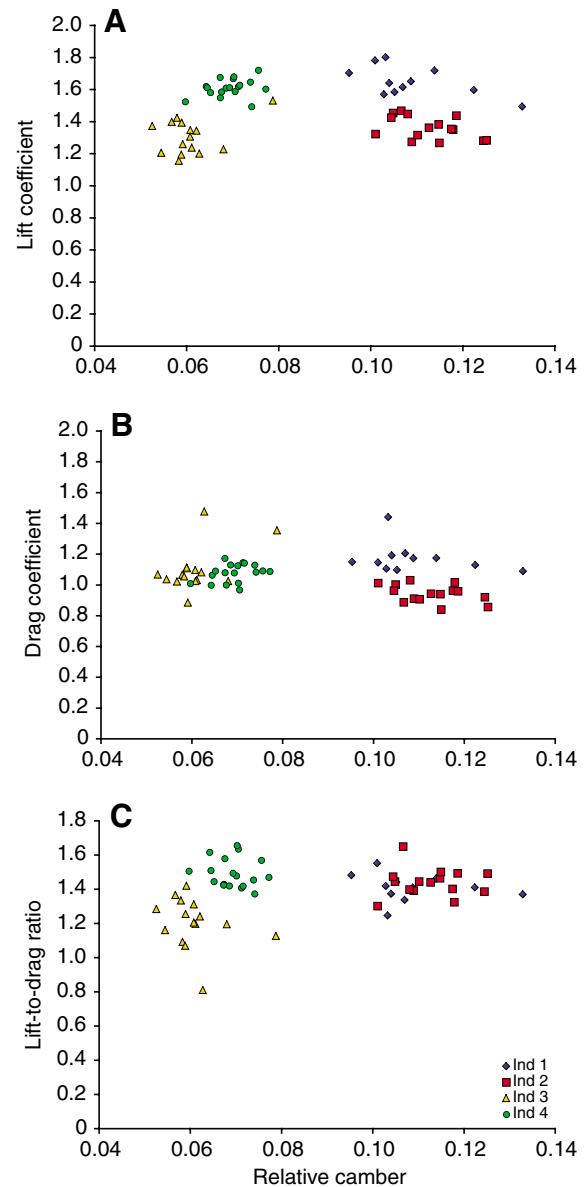 A
2.0
1.8
1.6
1.4
1.2
1.0
0.8
0.6
0.4
0.2
0
Lift coefficient
0.04 0.06 0.08 0.10 0.12 0.14
B
2.0
1.8
1.6
1.4
1.2
1.0
0.8
0.6
0.4
0.2
0
Drag coefficient
0.04 0.06 0.08 0.10 0.12 0.14
C
1.8
1.6
1.4
1.2
1.0
0.8
0.6
0.4
0.2
0
Lift-to-drag ratio
Ind 1
Ind 2
Ind 3
Ind 4
0.04 0.06 0.08 0.10 0.12 0.14
Relative camber